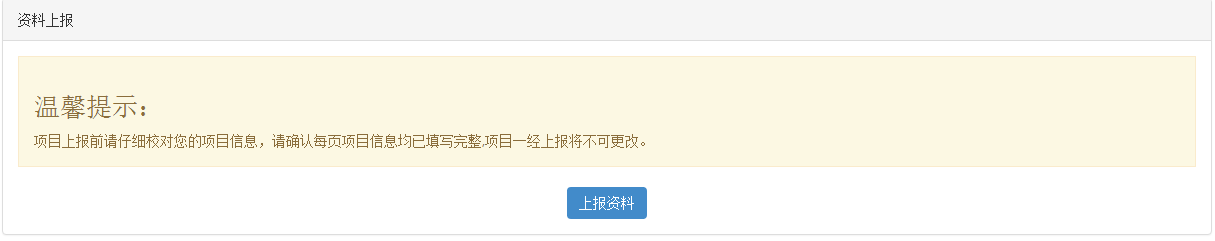 资料上报
温馨提示：
项目上报前请仔细校对您的项目信息，请确认每页项目信息均已填写完整,项目一经上报将不可更改。
上报资料